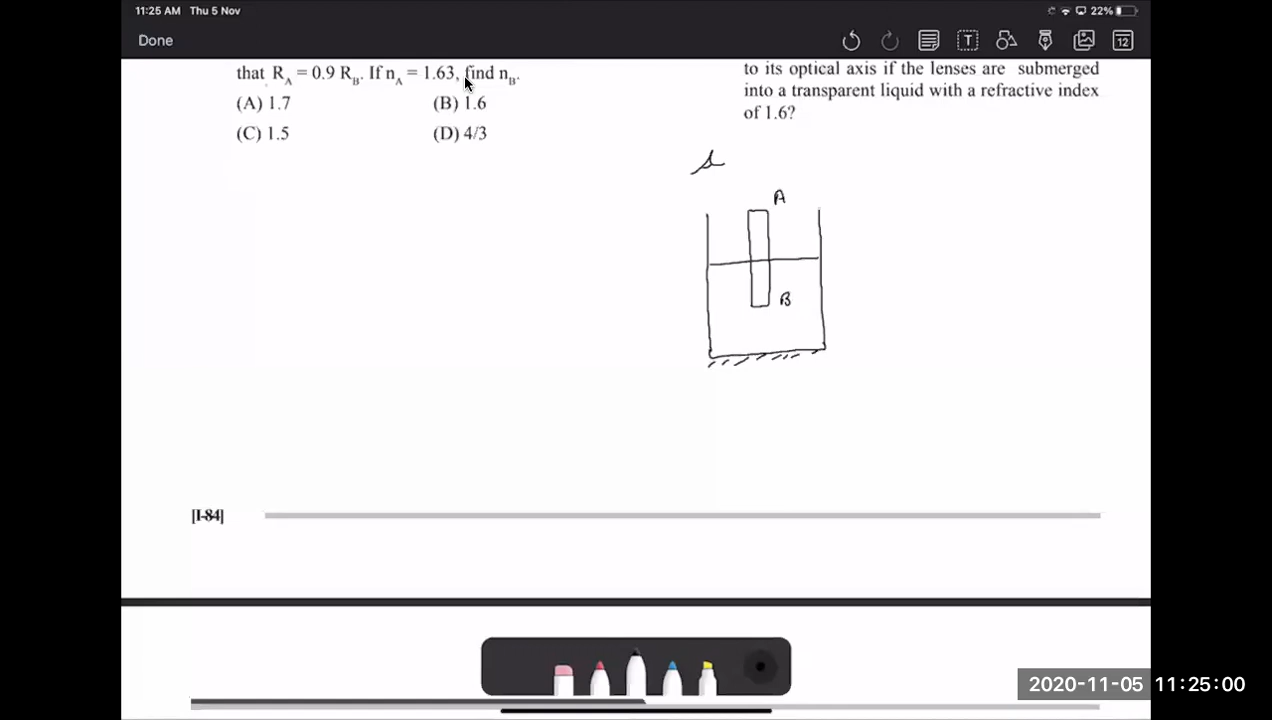 11:25 AM Thu 5 Nov
22%
Done
12
that R_A = 0.9 R_B. If n_A = 1.63, find n_B.
(A) 1.7 (B) 1.6
(C) 1.5 (D) 4/3
to its optical axis if the lenses are submerged
into a transparent liquid with a refractive index
of 1.6?
A
B
[I-84]
2020-11-05 11:25:00